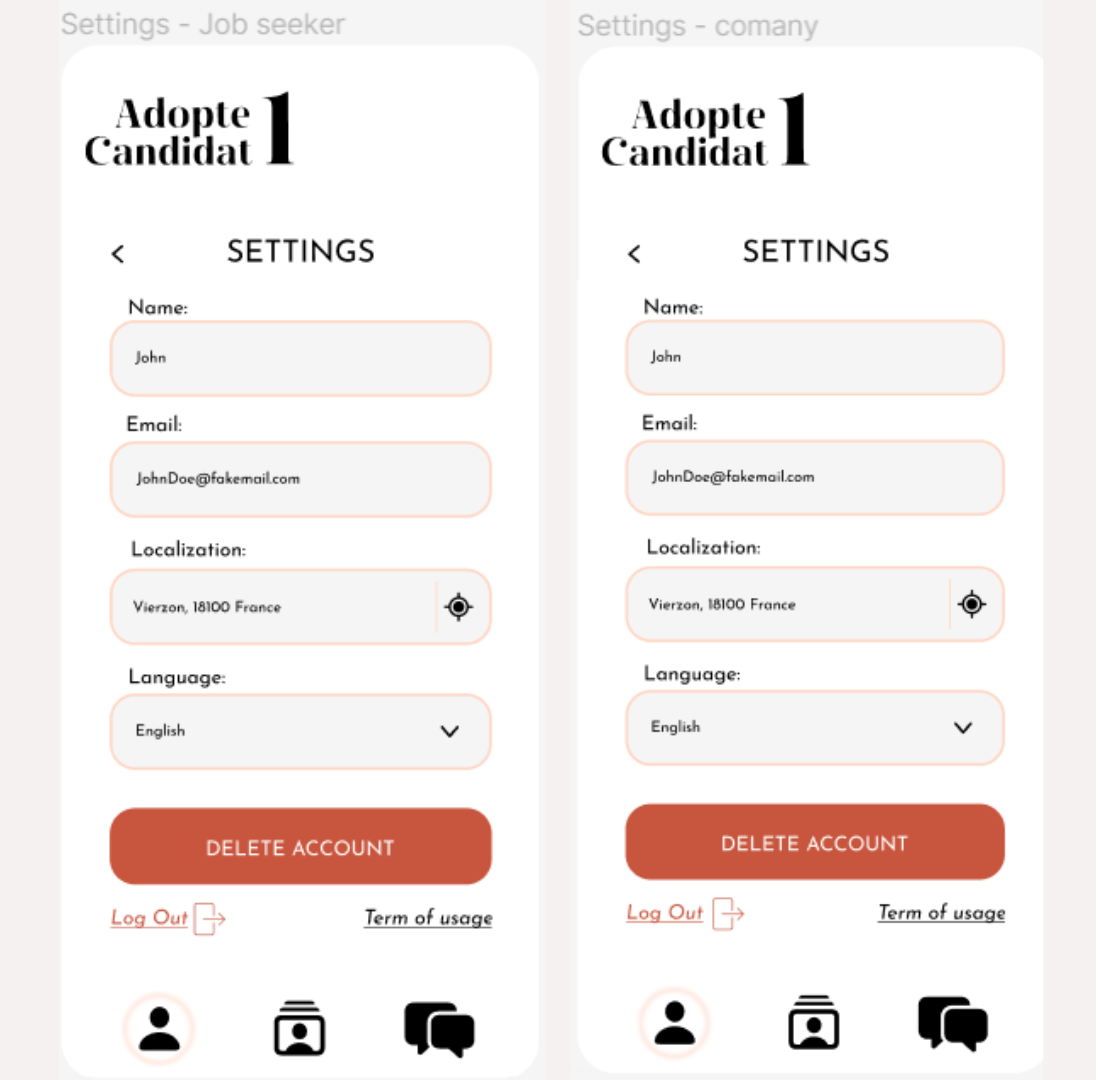 Settings - Job seeker
Adopte 1
Candidat
SETTINGS
Name:
John
Email:
JohnDoe@fakemail.com
Localization:
Vierzon, 18100 France
Language:
English
DELETE ACCOUNT
Log Out
Term of usage
Settings - comany
Adopte 1
Candidat
SETTINGS
Name:
John
Email:
JohnDoe@fakemail.com
Localization:
Vierzon, 18100 France
Language:
English
DELETE ACCOUNT
Log Out
Term of usage